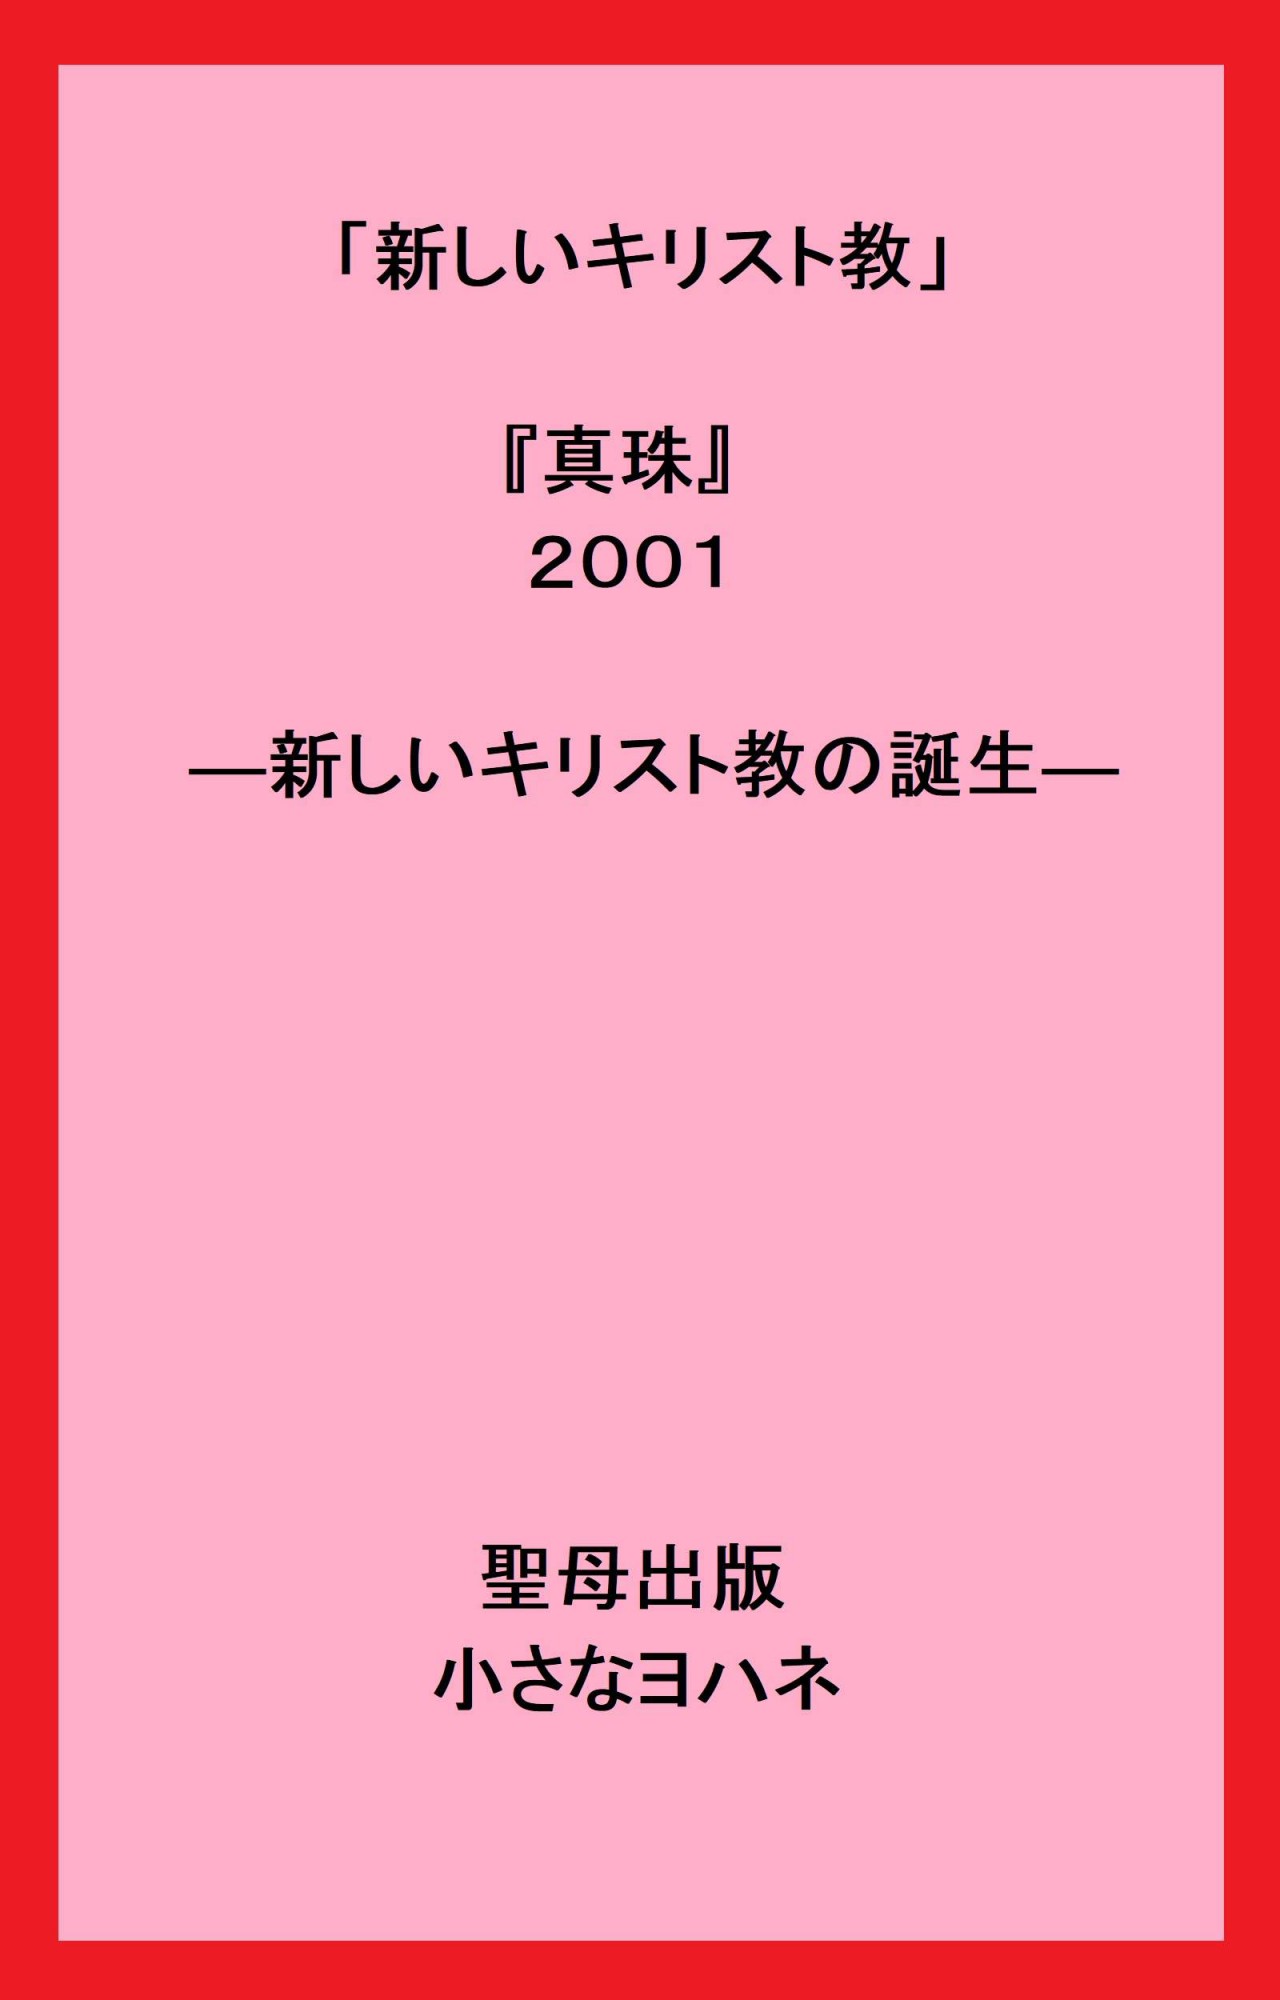 「新しいキリスト教」
『真珠』
2001
―新しいキリスト教の誕生―
聖母出版
小さなヨハネ